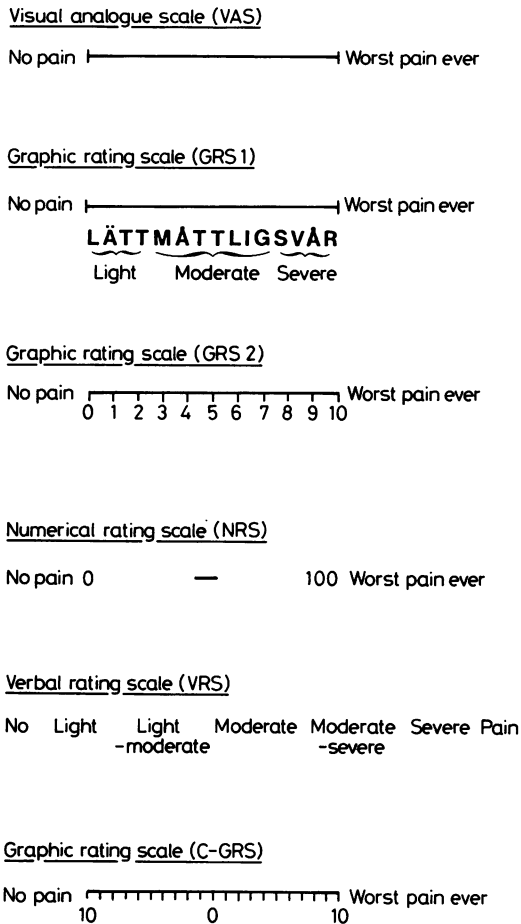 Visual analogue scale (VAS)
No pain Worst pain ever
Graphic rating scale (GRS 1)
No pain Worst pain ever
LÄTTMÅTTLIGSVÅR
Light Moderate Severe
Graphic rating scale (GRS 2)
No pain Worst pain ever
0 1 2 3 4 5 6 7 8 9 10
Numerical rating scale (NRS)
No pain 0 — 100 Worst pain ever
Verbal rating scale (VRS)
No Light Light Moderate Moderate Severe Pain
-moderate -severe
Graphic rating scale (C-GRS)
No pain Worst pain ever
10 0 10